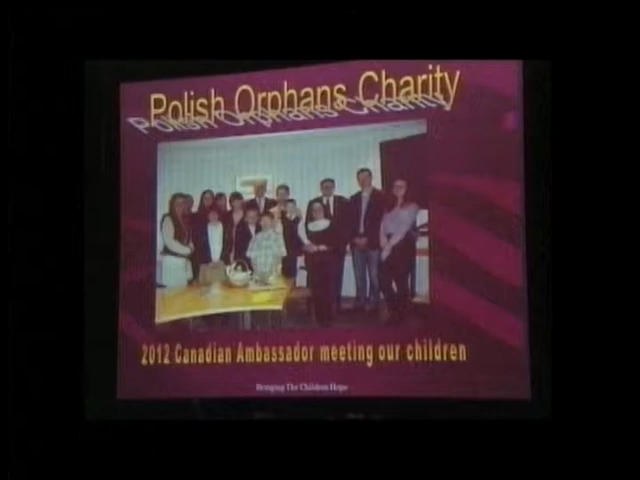 Polish Orphans Charity
2012 Canadian Ambassador meeting our children
Bringing The Children Hope